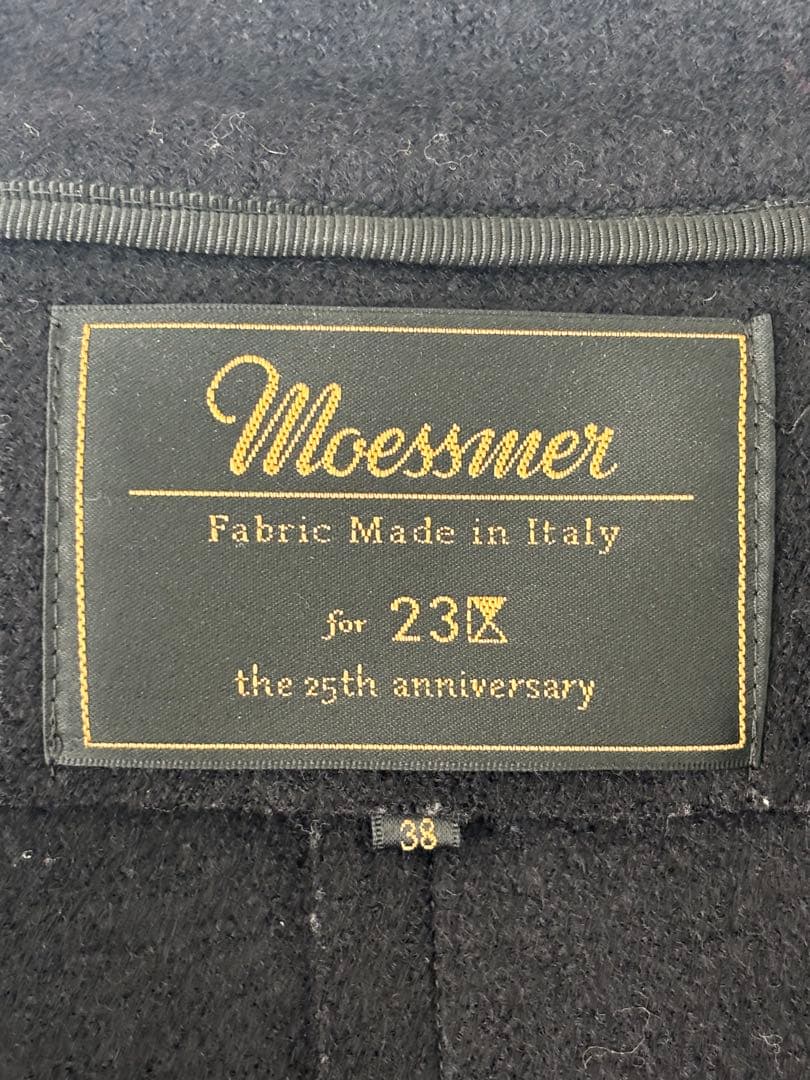 Moessmer
Fabric Made in Italy
for 23区
the 25th anniversary
38